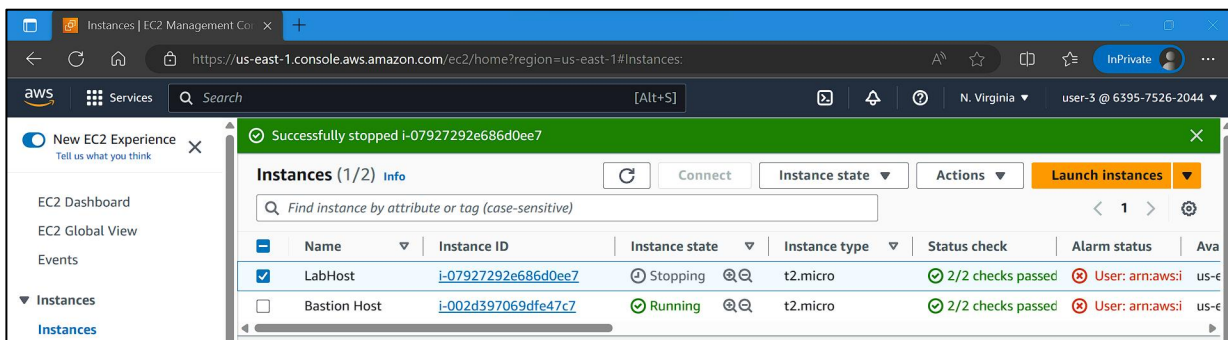 Instances | EC2 Management Co
https://us-east-1.console.aws.amazon.com/ec2/home?region=us-east-1#Instances:
InPrivate
aws Services Search [Alt+S] N. Virginia ▼ user-3 @ 6395-7526-2044 ▼
New EC2 Experience
Tell us what you think
Successfully stopped i-07927292e686d0ee7
Instances (1/2) Info Connect Instance state ▼ Actions ▼ Launch instances ▼
Find instance by attribute or tag (case-sensitive) 1
EC2 Dashboard
EC2 Global View
Events
Name Instance ID Instance state Instance type Status check Alarm status Ava
LabHost i-07927292e686d0ee7 Stopping t2.micro 2/2 checks passed User: arn:aws:i us-e
Bastion Host i-002d397069dfe47c7 Running t2.micro 2/2 checks passed User: arn:aws:i us-e
▼ Instances
Instances